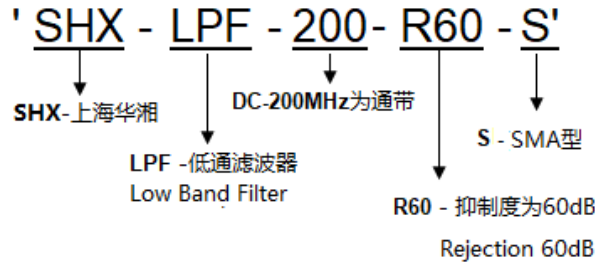 ' SHX - LPF - 200 - R60 - S'
SHX-上海华湘
DC-200MHz为通带
S - SMA型
LPF -低通滤波器
Low Band Filter
R60 - 抑制度为60dB
Rejection 60dB